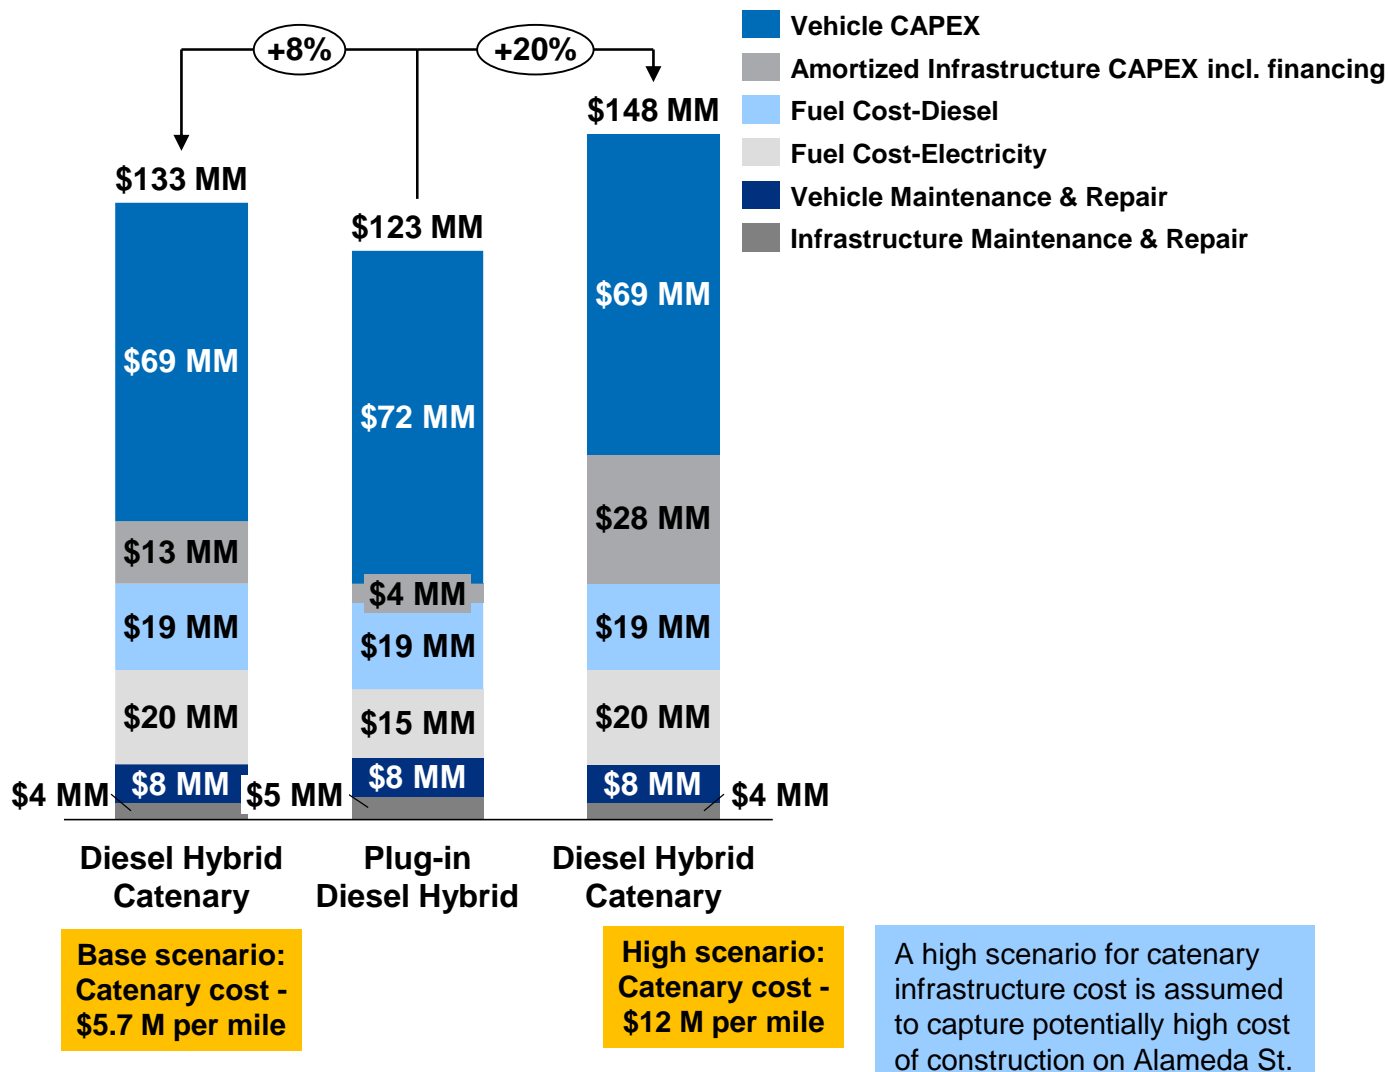 +8%
+20%
Vehicle CAPEX
Amortized Infrastructure CAPEX incl. financing
Fuel Cost-Diesel
Fuel Cost-Electricity
Vehicle Maintenance & Repair
Infrastructure Maintenance & Repair
$133 MM
$69 MM
$13 MM
$19 MM
$20 MM
$8 MM
$4 MM
$123 MM
$72 MM
$4 MM
$19 MM
$15 MM
$8 MM
$5 MM
$148 MM
$69 MM
$28 MM
$19 MM
$20 MM
$8 MM
$4 MM
Diesel Hybrid
Catenary
Plug-in
Diesel Hybrid
Diesel Hybrid
Catenary
Base scenario:
Catenary cost -
$5.7 M per mile
High scenario:
Catenary cost -
$12 M per mile
A high scenario for catenary
infrastructure cost is assumed
to capture potentially high cost
of construction on Alameda St.